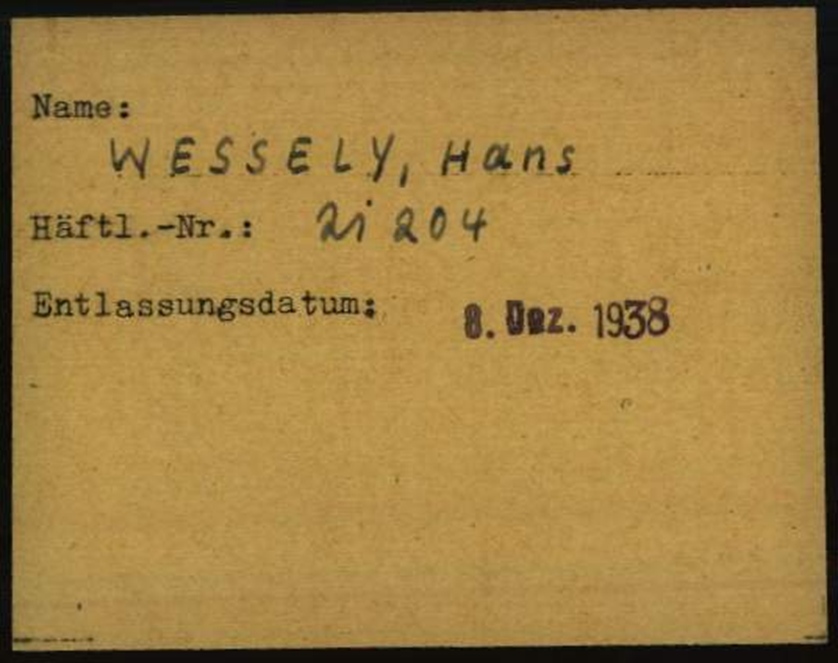 Name:
WESSELY, Hans
Häftl.-Nr.: 21204
Entlassungsdatum: 8. Dez. 1938